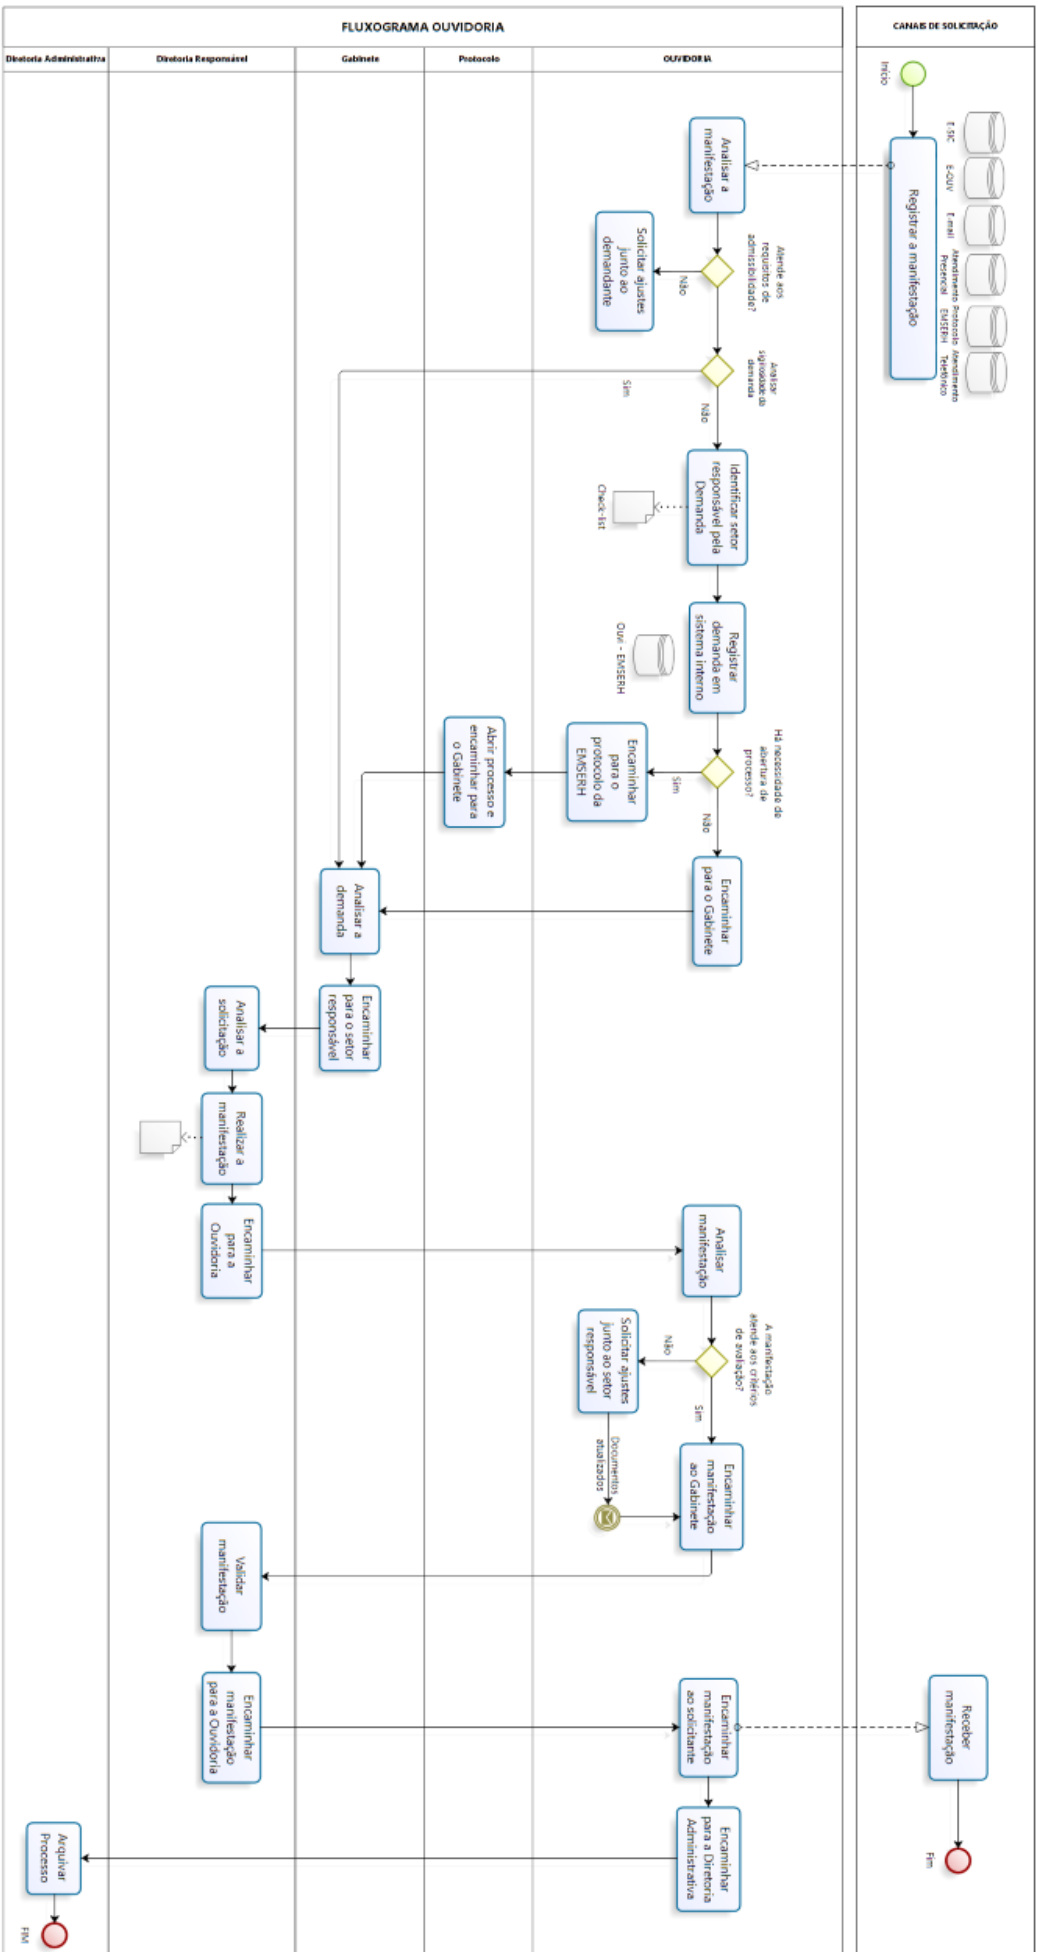 FLUXOGRAMA OUVIDORIA
CANAIS DE SOLICITAÇÃO
Diretoria Administrativa
Diretoria Responsável
Gabinete
Protocolo
OUVIDORIA
Início
E-SIC
E-OUV
E-mail
Atendimento
Presencial
Protocolo
EMSERH
Atendimento
Telefônico
Registrar a manifestação
Analisar a
manifestação
Atende aos
requisitos de
admissibilidade?
Não
Solicitar ajustes
junto ao
demandante
Analisar
sigilosidade da
demanda
Sim
Não
Identificar setor
responsável pela
Demanda
Check-list
Registrar
demanda em
sistema interno
Ouvi - EMSERH
Há necessidade de
abertura de
processo?
Sim
Não
Encaminhar
para o
protocolo da
EMSERH
Abrir processo e
encaminhar para
o Gabinete
Encaminhar
para o Gabinete
Analisar a
demanda
Encaminhar
para o setor
responsável
Analisar a
solicitação
Realizar a
manifestação
Encaminhar
para a
Ouvidoria
Analisar
manifestação
A manifestação
atende aos critérios
de avaliação?
Não
Sim
Solicitar ajustes
junto ao setor
responsável
Documentos
atualizados
Encaminhar
manifestação
ao Gabinete
Validar
manifestação
Encaminhar
manifestação
para a Ouvidoria
Encaminhar
manifestação
ao solicitante
Receber
manifestação
Fim
Encaminhar
para a Diretoria
Administrativa
Arquivar
Processo
FIM